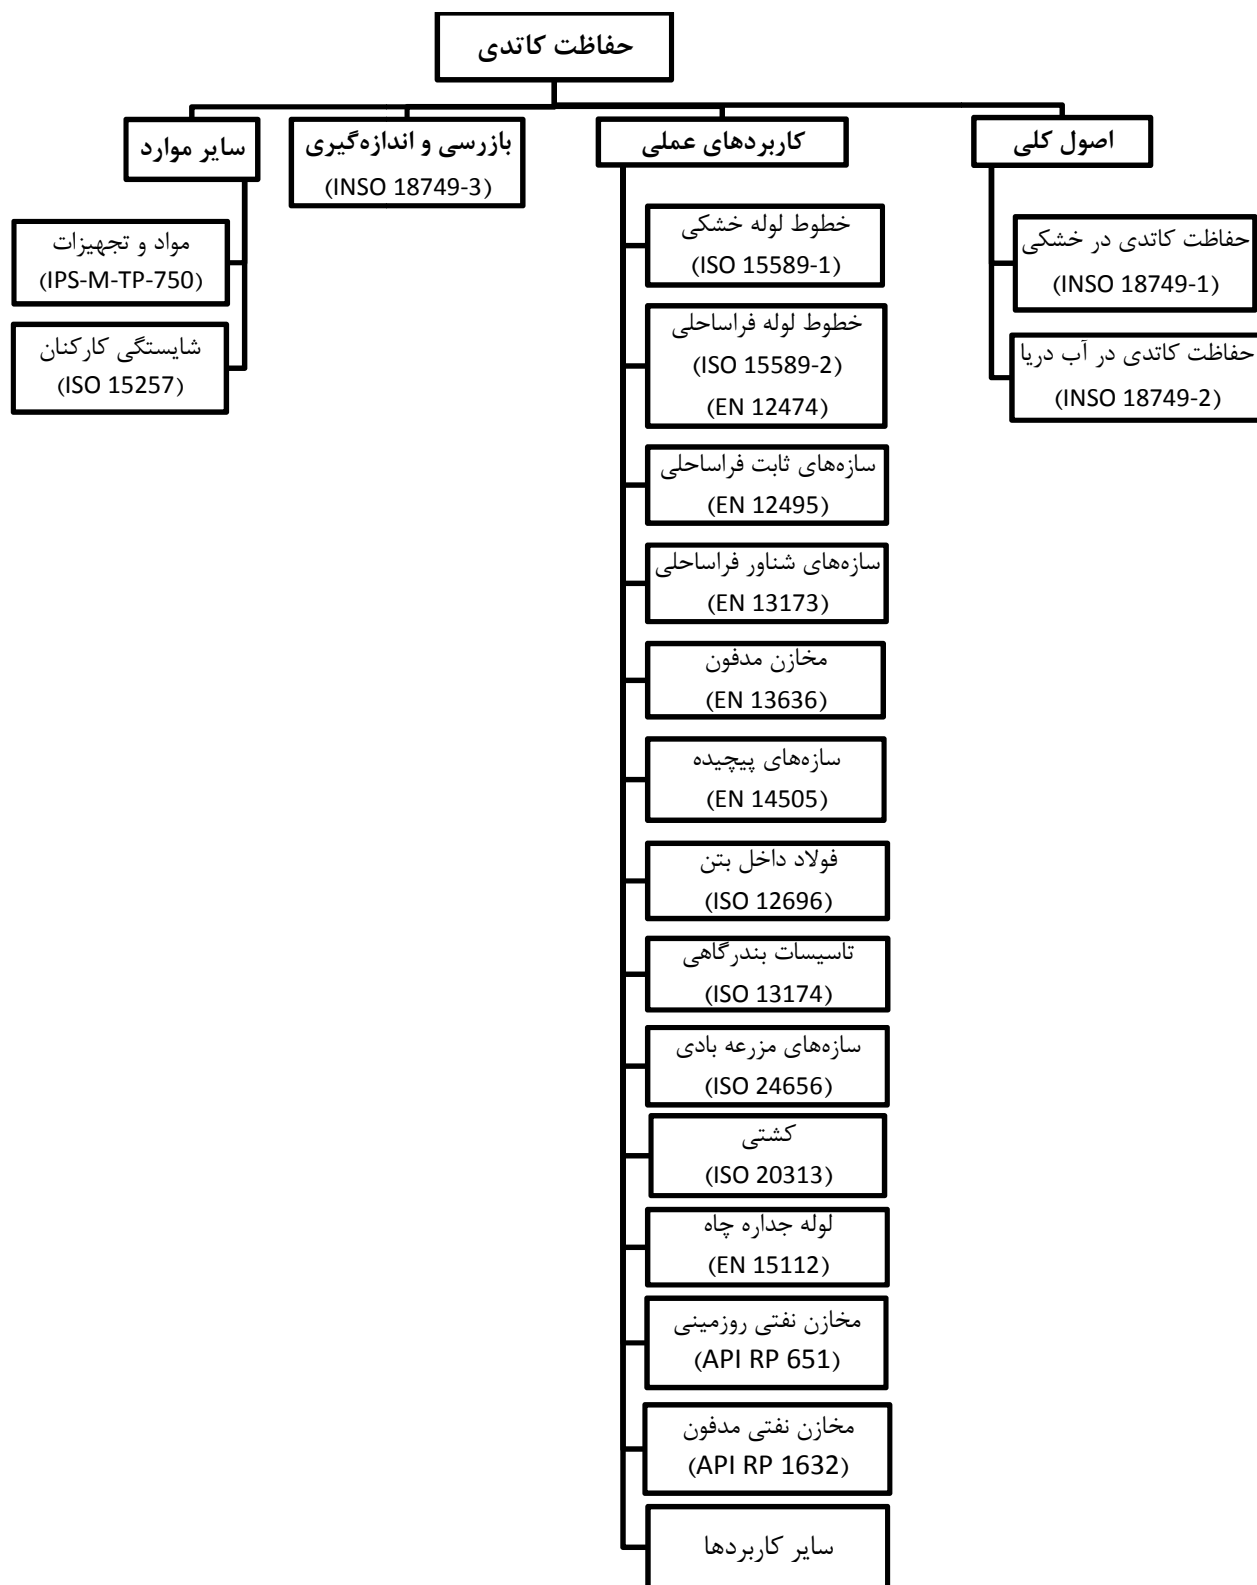 حفاظت کاتدی
اصول کلی
حفاظت کاتدی در خشکی
(INSO 18749-1)
حفاظت کاتدی در آب دریا
(INSO 18749-2)
کاربردهای عملی
خطوط لوله خشکی
(ISO 15589-1)
خطوط لوله فراساحلی
(ISO 15589-2)
(EN 12474)
سازه‌های ثابت فراساحلی
(EN 12495)
سازه‌های شناور فراساحلی
(EN 13173)
مخازن مدفون
(EN 13636)
سازه‌های پیچیده
(EN 14505)
فولاد داخل بتن
(ISO 12696)
تاسیسات بندرگاهی
(ISO 13174)
سازه‌های مزرعه بادی
(ISO 24656)
کشتی
(ISO 20313)
لوله جداره چاه
(EN 15112)
مخازن نفتی روزمینی
(API RP 651)
مخازن نفتی مدفون
(API RP 1632)
سایر کاربردها
بازرسی و اندازه‌گیری
(INSO 18749-3)
سایر موارد
مواد و تجهیزات
(IPS-M-TP-750)
شایستگی کارکنان
(ISO 15257)